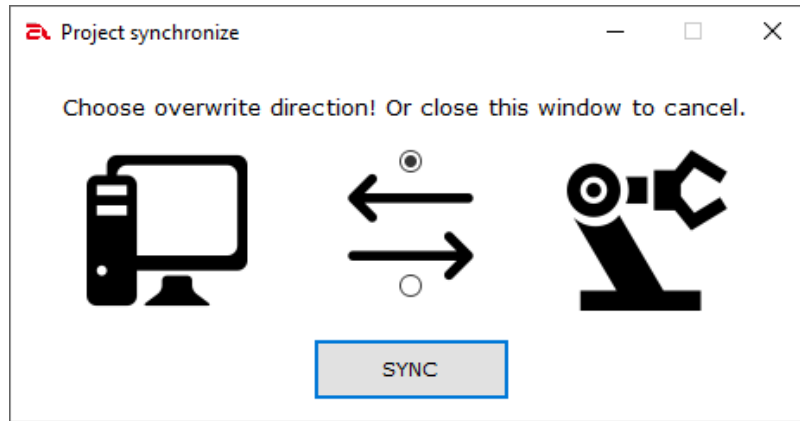 Project synchronize
Choose overwrite direction! Or close this window to cancel.
SYNC